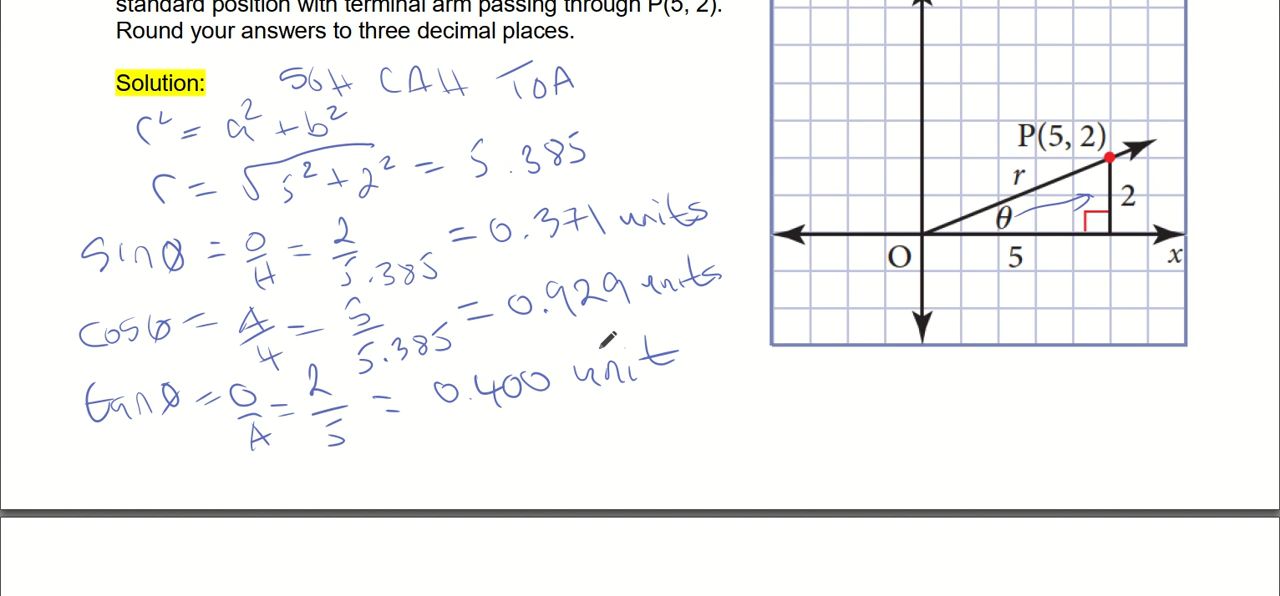 standard position with terminal arm passing through P(5, 2).
Round your answers to three decimal places.
Solution: SOH CAH TOA
r² = a² + b²
r = √5² + 2² = 5.385
sinθ = O/H = 2/5.385 = 0.371 units
cosθ = A/H = 5/5.385 = 0.929 units
tanθ = O/A = 2/5 = 0.400 unit
P(5, 2)
r
2
θ
O
5
x